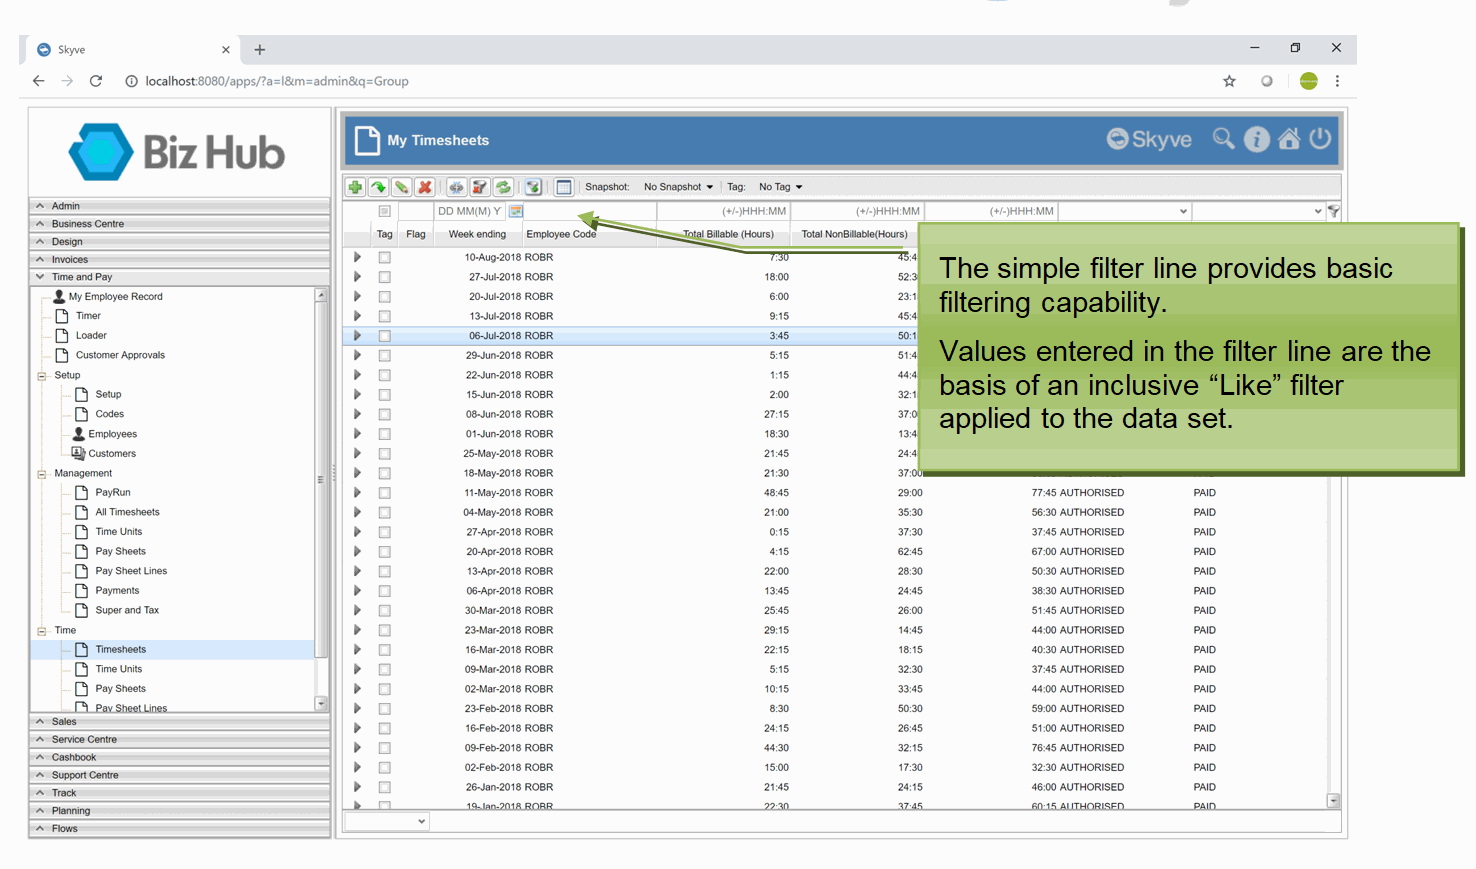 Skyve
localhost:8080/apps/?a=l&m=admin&q=Group
Biz Hub
My Timesheets
Skyve
Snapshot: No Snapshot Tag: No Tag
Admin
Business Centre
Design
Invoices
Time and Pay
My Employee Record
Timer
Loader
Customer Approvals
Setup
Setup
Codes
Employees
Customers
Management
PayRun
All Timesheets
Time Units
Pay Sheets
Pay Sheet Lines
Payments
Super and Tax
Time
Timesheets
Time Units
Pay Sheets
Pay Sheet Lines
Sales
Service Centre
Cashbook
Support Centre
Track
Planning
Flows
DD MM(M) Y (+/-)HHH:MM (+/-)HHH:MM (+/-)HHH:MM
Tag Flag Week ending Employee Code Total Billable (Hours) Total NonBillable(Hours)
10-Aug-2018 ROBR 7:30 45:4
27-Jul-2018 ROBR 18:00 52:3
20-Jul-2018 ROBR 6:00 23:1
13-Jul-2018 ROBR 9:15 45:4
06-Jul-2018 ROBR 3:45 50:1
29-Jun-2018 ROBR 5:15 51:4
22-Jun-2018 ROBR 1:15 44:4
15-Jun-2018 ROBR 2:00 32:1
08-Jun-2018 ROBR 27:15 37:0
01-Jun-2018 ROBR 18:30 13:4
25-May-2018 ROBR 21:45 24:4
18-May-2018 ROBR 21:30 37:00
11-May-2018 ROBR 48:45 29:00 77:45 AUTHORISED PAID
04-May-2018 ROBR 21:00 35:30 56:30 AUTHORISED PAID
27-Apr-2018 ROBR 0:15 37:30 37:45 AUTHORISED PAID
20-Apr-2018 ROBR 4:15 62:45 67:00 AUTHORISED PAID
13-Apr-2018 ROBR 22:00 28:30 50:30 AUTHORISED PAID
06-Apr-2018 ROBR 13:45 24:45 38:30 AUTHORISED PAID
30-Mar-2018 ROBR 25:45 26:00 51:45 AUTHORISED PAID
23-Mar-2018 ROBR 29:15 14:45 44:00 AUTHORISED PAID
16-Mar-2018 ROBR 22:15 18:15 40:30 AUTHORISED PAID
09-Mar-2018 ROBR 5:15 32:30 37:45 AUTHORISED PAID
02-Mar-2018 ROBR 10:15 33:45 44:00 AUTHORISED PAID
23-Feb-2018 ROBR 8:30 50:30 59:00 AUTHORISED PAID
16-Feb-2018 ROBR 24:15 26:45 51:00 AUTHORISED PAID
09-Feb-2018 ROBR 44:30 32:15 76:45 AUTHORISED PAID
02-Feb-2018 ROBR 15:00 17:30 32:30 AUTHORISED PAID
26-Jan-2018 ROBR 21:45 24:15 46:00 AUTHORISED PAID
19-Jan-2018 ROBR 22:30 37:45 60:15 AUTHORISED PAID
The simple filter line provides basic
filtering capability.
Values entered in the filter line are the
basis of an inclusive “Like” filter
applied to the data set.